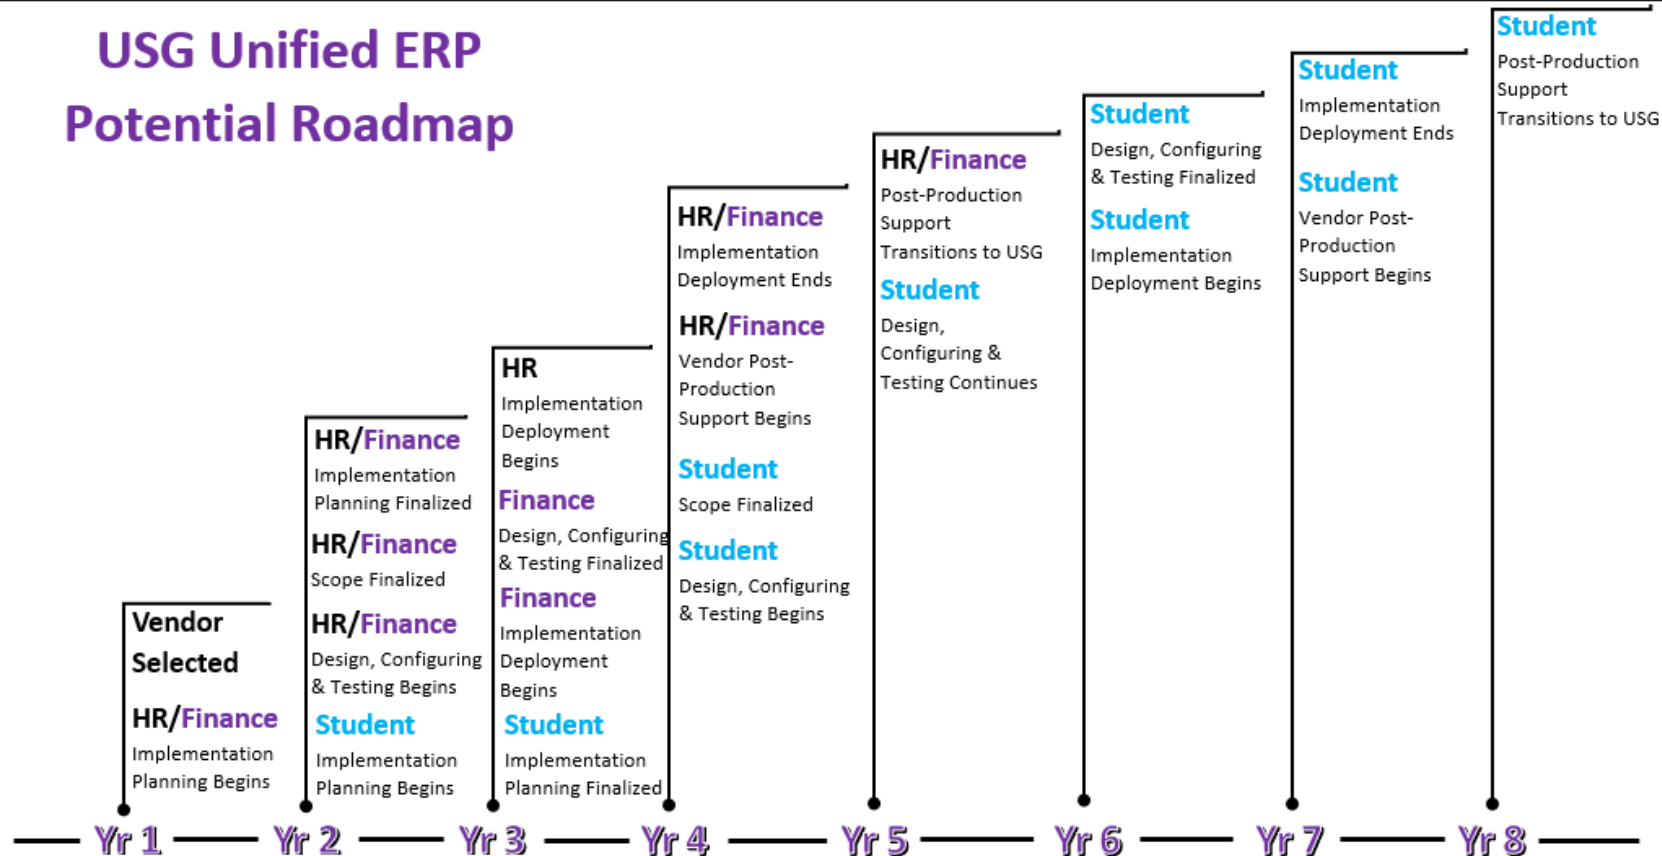 USG Unified ERP
Potential Roadmap
Vendor
Selected
HR/Finance
Implementation
Planning Begins
HR/Finance
Implementation
Planning Finalized
HR/Finance
Scope Finalized
HR/Finance
Design, Configuring
& Testing Begins
Student
Implementation
Planning Begins
HR
Implementation
Deployment
Begins
Finance
Design, Configuring
& Testing Finalized
Finance
Implementation
Deployment
Begins
Student
Implementation
Planning Finalized
HR/Finance
Implementation
Deployment Ends
HR/Finance
Vendor Post-
Production
Support Begins
Student
Scope Finalized
Student
Design, Configuring
& Testing Begins
HR/Finance
Post-Production
Support
Transitions to USG
Student
Design,
Configuring &
Testing Continues
Student
Design, Configuring
& Testing Finalized
Student
Implementation
Deployment Begins
Student
Implementation
Deployment Ends
Student
Vendor Post-
Production
Support Begins
Student
Post-Production
Support
Transitions to USG
Yr 1 Yr 2 Yr 3 Yr 4 Yr 5 Yr 6 Yr 7 Yr 8